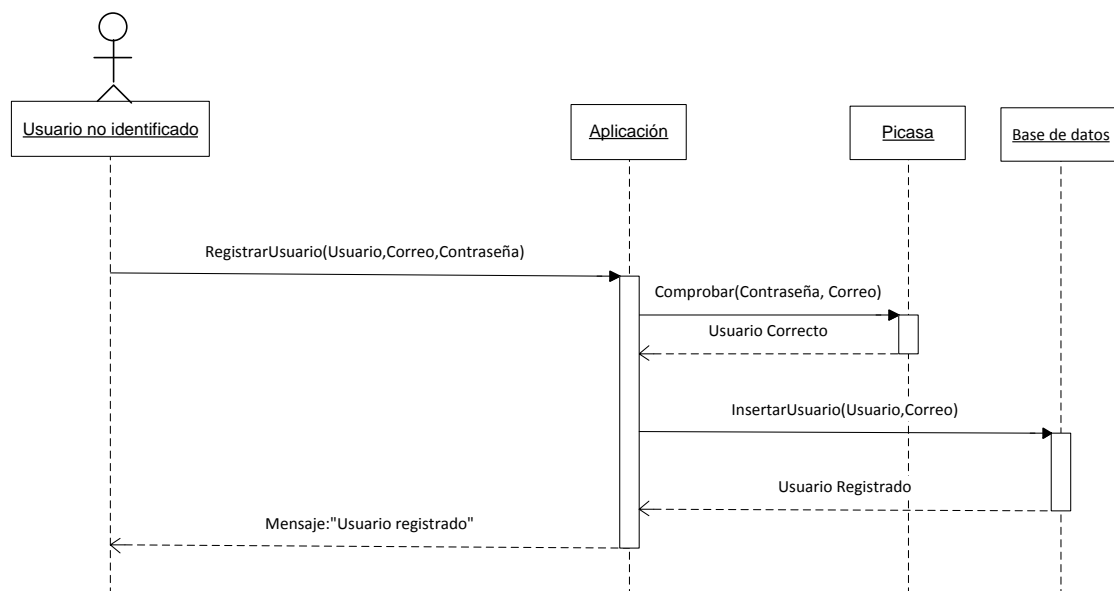 Usuario no identificado
Aplicación
Picasa
Base de datos
RegistrarUsuario(Usuario,Correo,Contraseña)
Comprobar(Contraseña, Correo)
Usuario Correcto
InsertarUsuario(Usuario,Correo)
Usuario Registrado
Mensaje:"Usuario registrado"